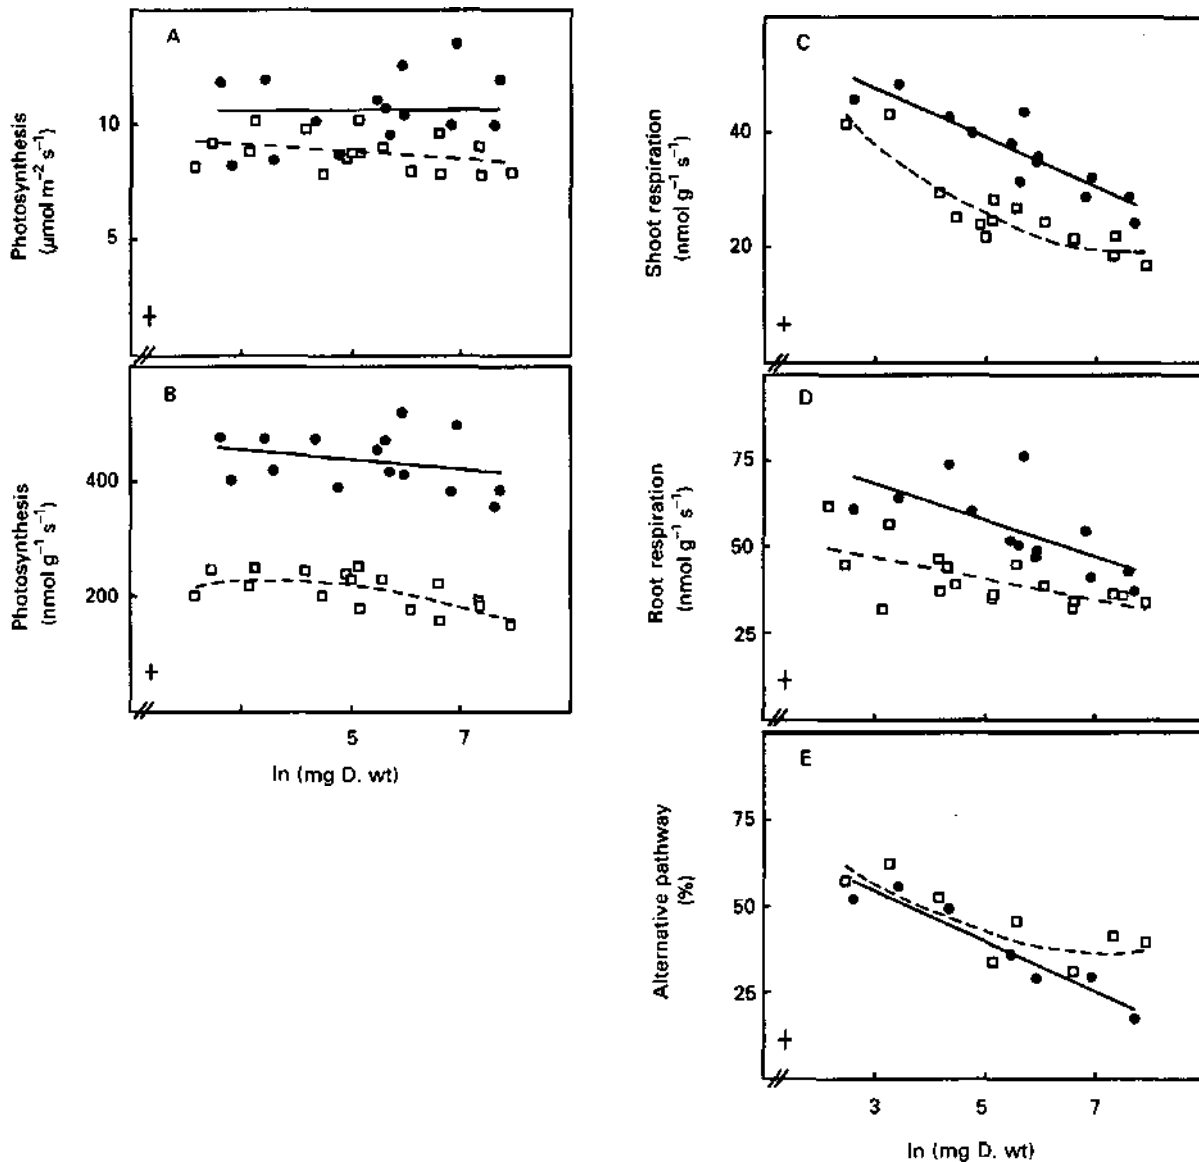 A
Photosynthesis
(μmol m⁻² s⁻¹)
10
5
B
Photosynthesis
(nmol g⁻¹ s⁻¹)
400
200
5
7
ln (mg D. wt)
C
Shoot respiration
(nmol g⁻¹ s⁻¹)
40
20
D
Root respiration
(nmol g⁻¹ s⁻¹)
75
50
25
E
Alternative pathway
(%)
75
50
25
3
5
7
ln (mg D. wt)